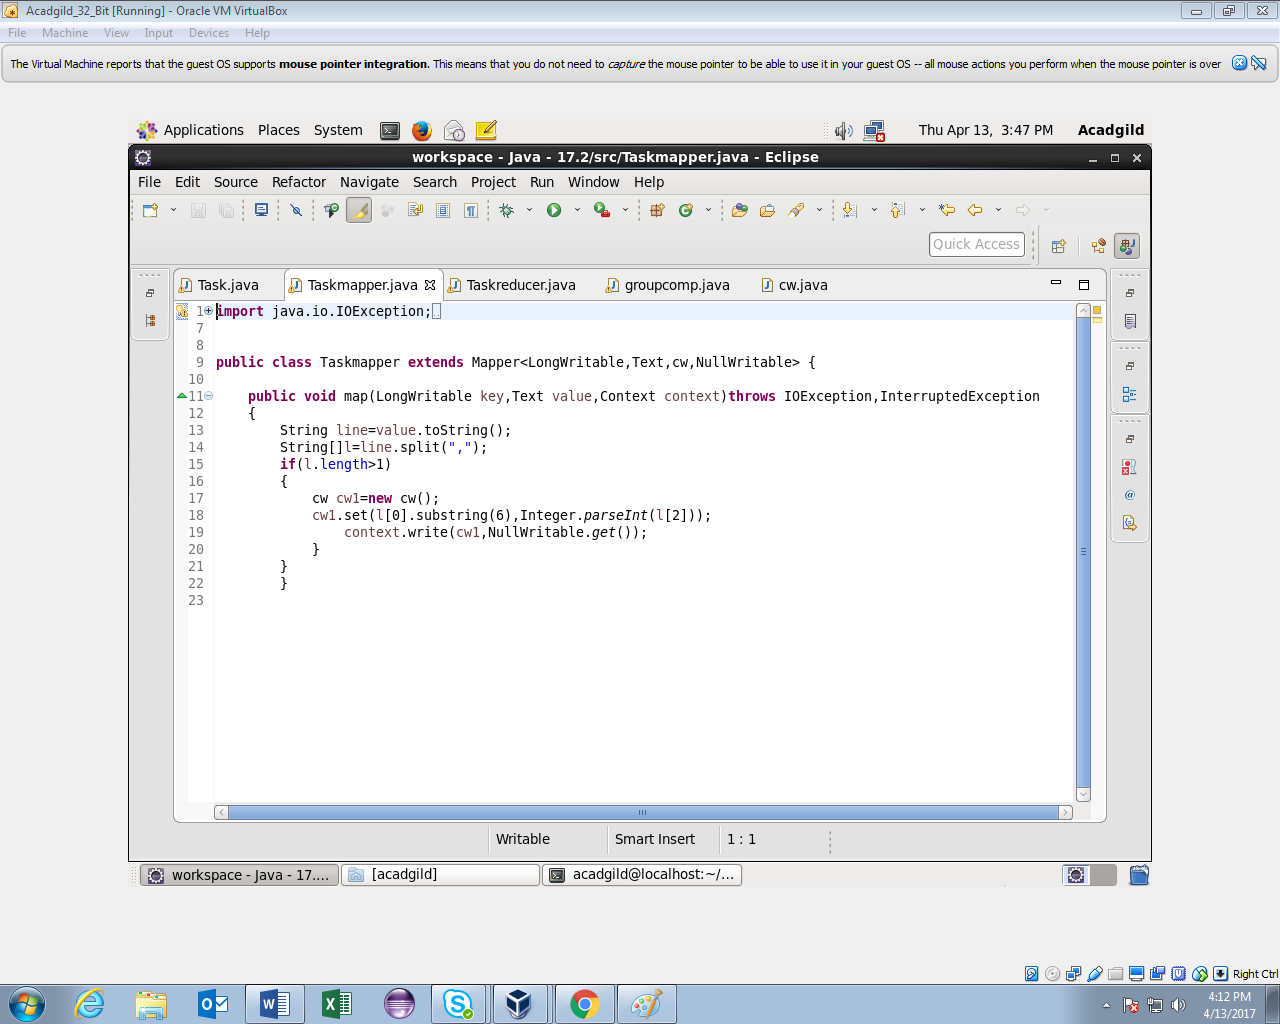 Acadgild_32_Bit [Running] - Oracle VM VirtualBox
File Machine View Input Devices Help
The Virtual Machine reports that the guest OS supports mouse pointer integration. This means that you do not need to capture the mouse pointer to be able to use it in your guest OS -- all mouse actions you perform when the mouse pointer is over
Applications Places System Thu Apr 13, 3:47 PM Acadgild
workspace - Java - 17.2/src/Taskmapper.java - Eclipse
File Edit Source Refactor Navigate Search Project Run Window Help
Quick Access
Task.java Taskmapper.java Taskreducer.java groupcomp.java cw.java
1 import java.io.IOException;
7
8
9 public class Taskmapper extends Mapper<LongWritable,Text,cw,NullWritable> {
10
11 public void map(LongWritable key,Text value,Context context)throws IOException,InterruptedException
12 {
13 String line=value.toString();
14 String[]l=line.split(",");
15 if(l.length>1)
16 {
17 cw cw1=new cw();
18 cw1.set(l[0].substring(6),Integer.parseInt(l[2]));
19 context.write(cw1,NullWritable.get());
20 }
21 }
22 }
23
Writable Smart Insert 1 : 1
workspace - Java - 17.... [acadgild] acadgild@localhost:~/...
Right Ctrl
4:12 PM
4/13/2017